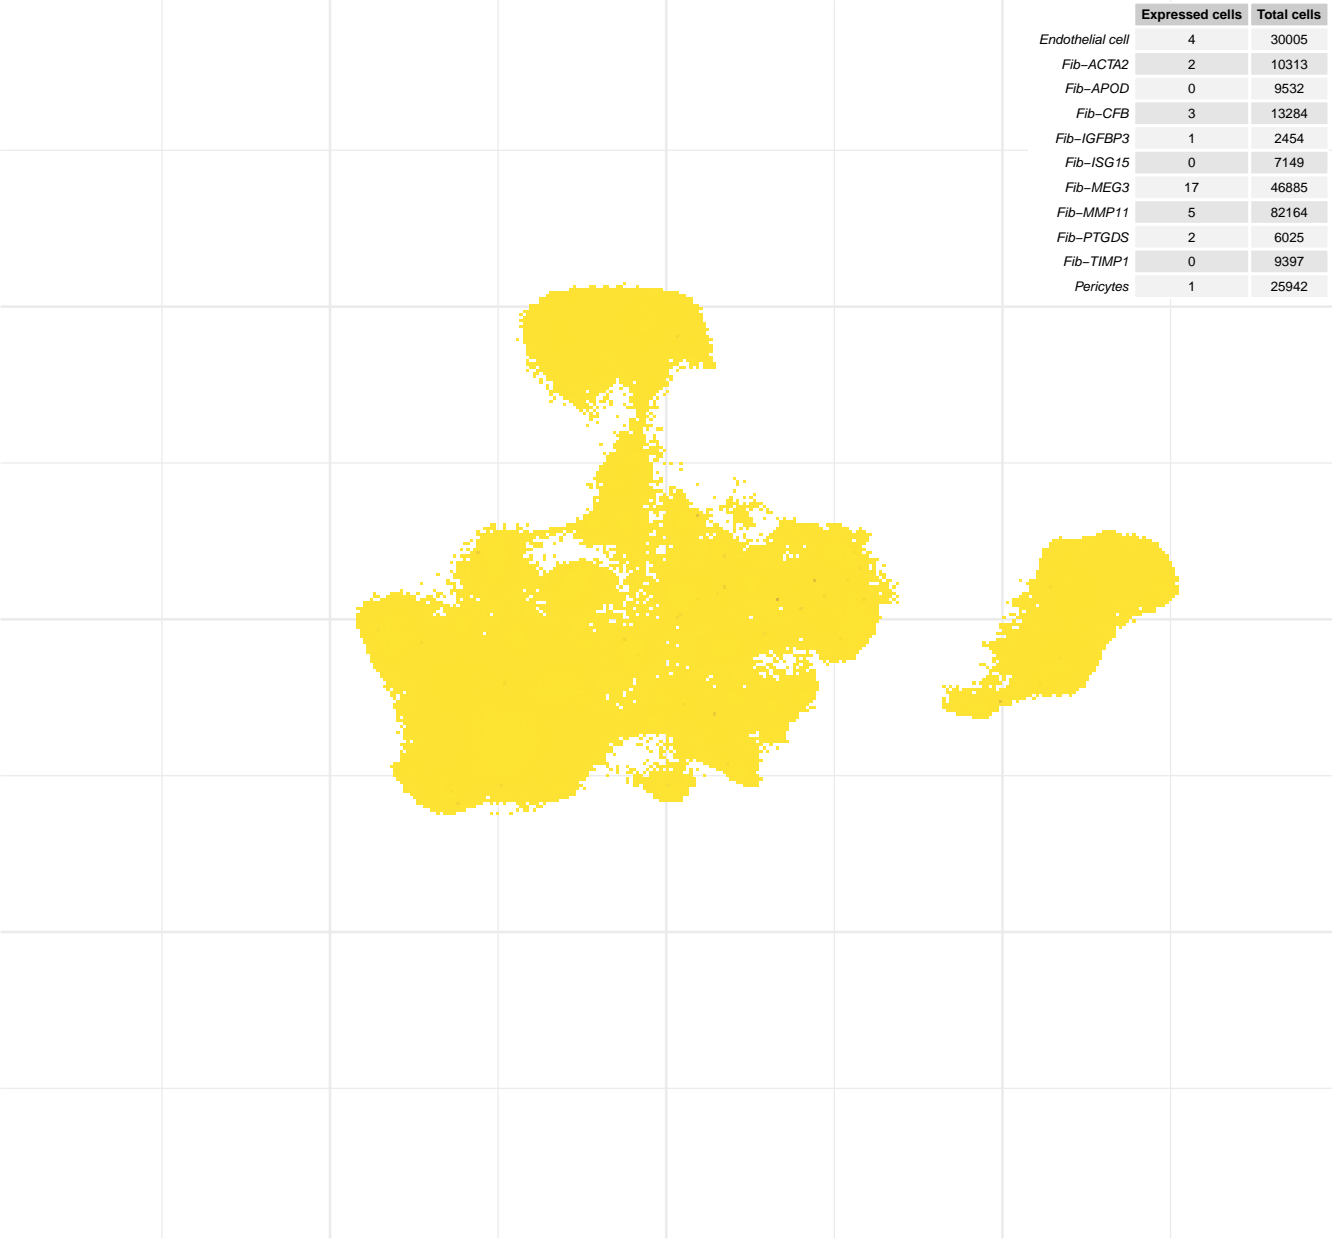 Expressed cells Total cells
Endothelial cell 4 30005
Fib−ACTA2 2 10313
Fib−APOD 0 9532
Fib−CFB 3 13284
Fib−IGFBP3 1 2454
Fib−ISG15 0 7149
Fib−MEG3 17 46885
Fib−MMP11 5 82164
Fib−PTGDS 2 6025
Fib−TIMP1 0 9397
Pericytes 1 25942